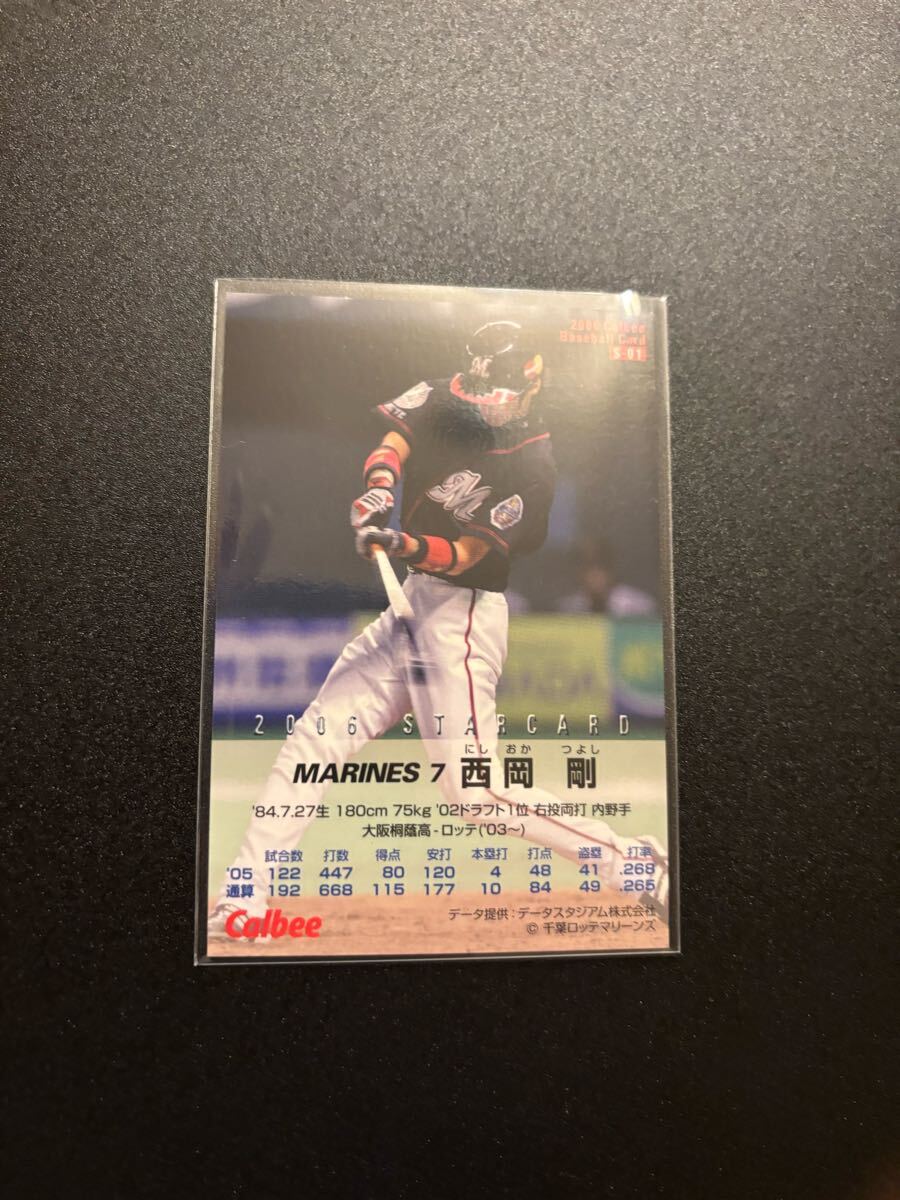 2006 Calbee
Baseball Card
S-01
M
M
2006 STARCARD
にし おか つよし
MARINES 7 西岡 剛
'84.7.27生 180cm 75kg '02ドラフト1位 右投両打 内野手
大阪桐蔭高-ロッテ('03〜)
試合数 打数 得点 安打 本塁打 打点 盗塁 打率
'05 122 447 80 120 4 48 41 .268
通算 192 668 115 177 10 84 49 .265
Calbee
データ提供:データスタジアム株式会社
© 千葉ロッテマリーンズ